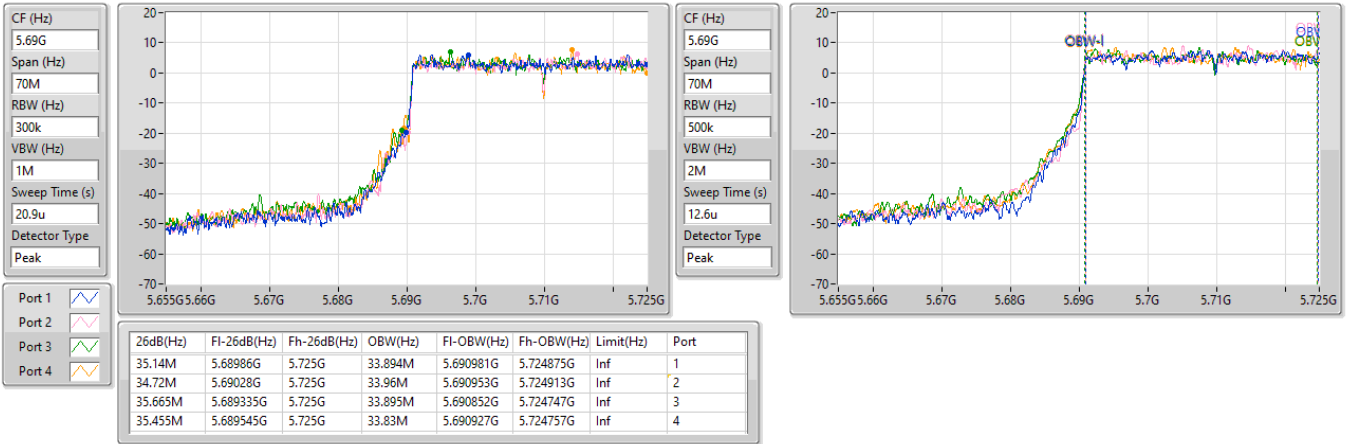 CF (Hz)
5.69G
Span (Hz)
70M
RBW (Hz)
300k
VBW (Hz)
1M
Sweep Time (s)
20.9u
Detector Type
Peak
Port 1
Port 2
Port 3
Port 4
20
10
0
-10
-20
-30
-40
-50
-60
-70
5.655G 5.66G 5.67G 5.68G 5.69G 5.7G 5.71G 5.725G
CF (Hz)
5.69G
Span (Hz)
70M
RBW (Hz)
500k
VBW (Hz)
2M
Sweep Time (s)
12.6u
Detector Type
Peak
20
10
0
-10
-20
-30
-40
-50
-60
-70
OBW-l
OBW
OBW
OBW
5.655G 5.66G 5.67G 5.68G 5.69G 5.7G 5.71G 5.725G
26dB(Hz) Fl-26dB(Hz) Fh-26dB(Hz) OBW(Hz) Fl-OBW(Hz) Fh-OBW(Hz) Limit(Hz) Port
35.14M 5.68986G 5.725G 33.894M 5.690981G 5.724875G Inf 1
34.72M 5.69028G 5.725G 33.96M 5.690953G 5.724913G Inf 2
35.665M 5.689335G 5.725G 33.895M 5.690852G 5.724747G Inf 3
35.455M 5.689545G 5.725G 33.83M 5.690927G 5.724757G Inf 4